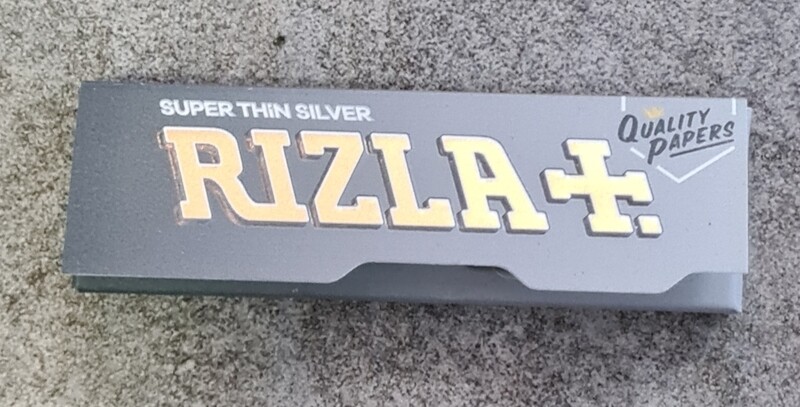 SUPER THIN SILVER
RIZLA+.
QUALITY
PAPERS